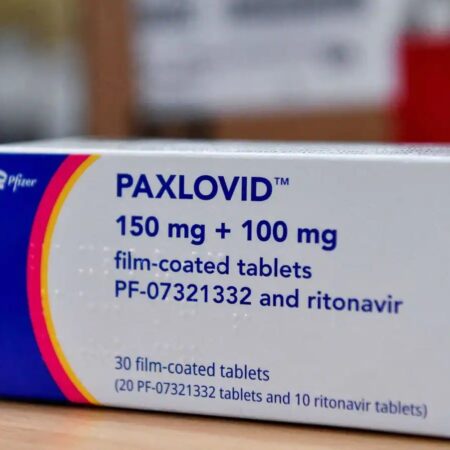 Pfizer
PAXLOVID™
150 mg + 100 mg
film-coated tablets
PF-07321332 and ritonavir
30 film-coated tablets
(20 PF-07321332 tablets and 10 ritonavir tablets)